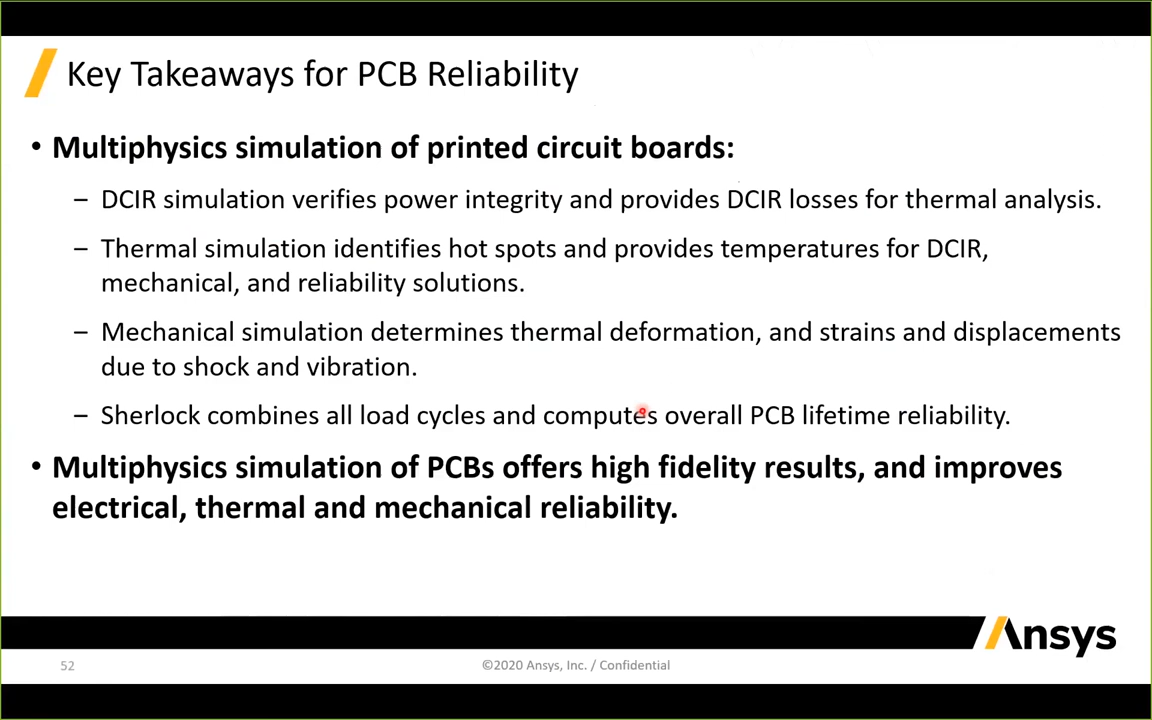 Key Takeaways for PCB Reliability
• Multiphysics simulation of printed circuit boards:
– DCIR simulation verifies power integrity and provides DCIR losses for thermal analysis.
– Thermal simulation identifies hot spots and provides temperatures for DCIR,
mechanical, and reliability solutions.
– Mechanical simulation determines thermal deformation, and strains and displacements
due to shock and vibration.
– Sherlock combines all load cycles and computes overall PCB lifetime reliability.
• Multiphysics simulation of PCBs offers high fidelity results, and improves
electrical, thermal and mechanical reliability.
Ansys
52
©2020 Ansys, Inc. / Confidential